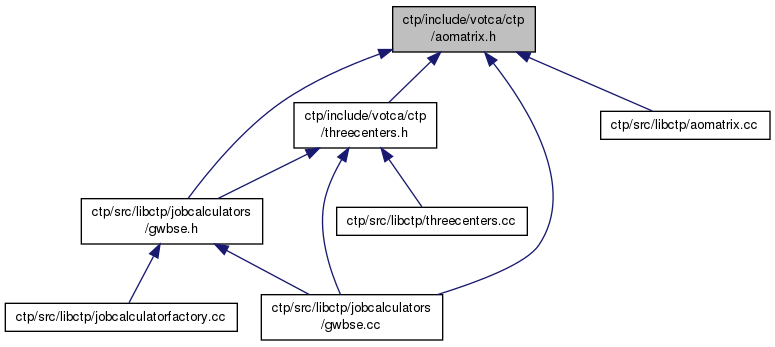 ctp/include/votca/ctp
/aomatrix.h
ctp/include/votca/ctp
/threecenters.h
ctp/src/libctp/aomatrix.cc
ctp/src/libctp/jobcalculators
/gwbse.h
ctp/src/libctp/threecenters.cc
ctp/src/libctp/jobcalculatorfactory.cc
ctp/src/libctp/jobcalculators
/gwbse.cc